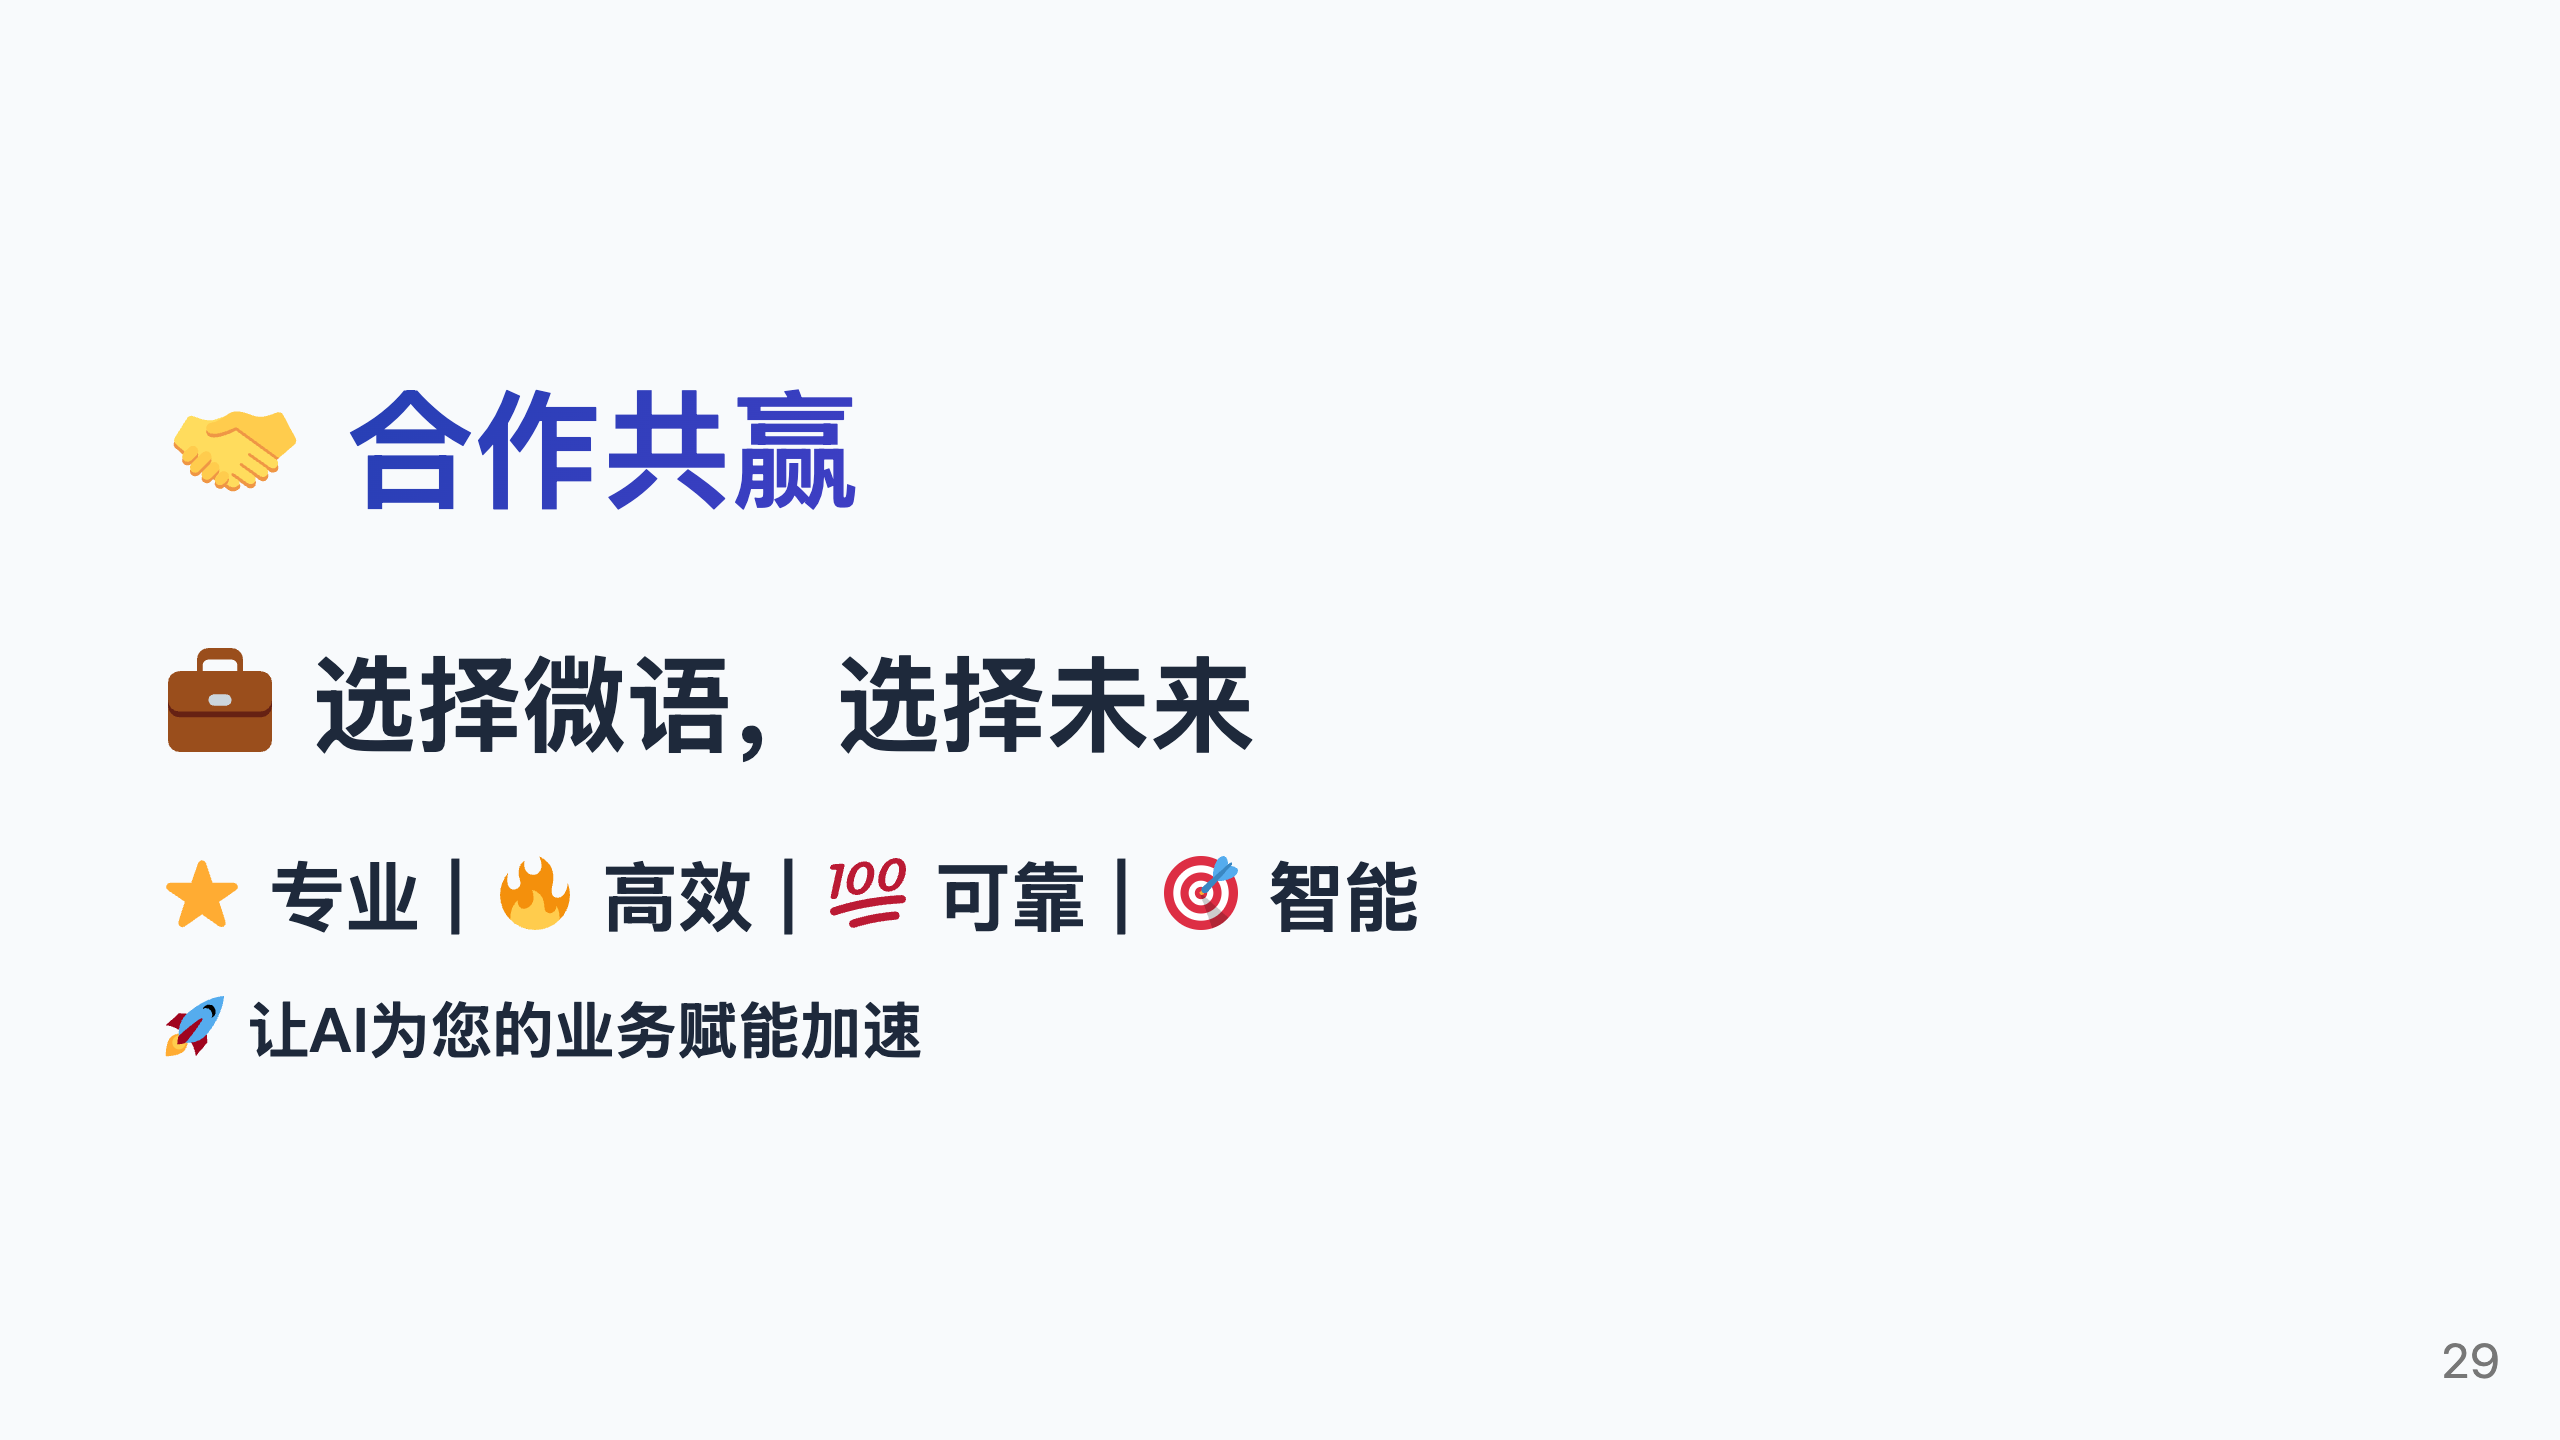 🤝 合作共赢
💼 选择微语，选择未来
⭐ 专业 | 🔥 高效 | 💯 可靠 | 🎯 智能
🚀 让AI为您的业务赋能加速
29